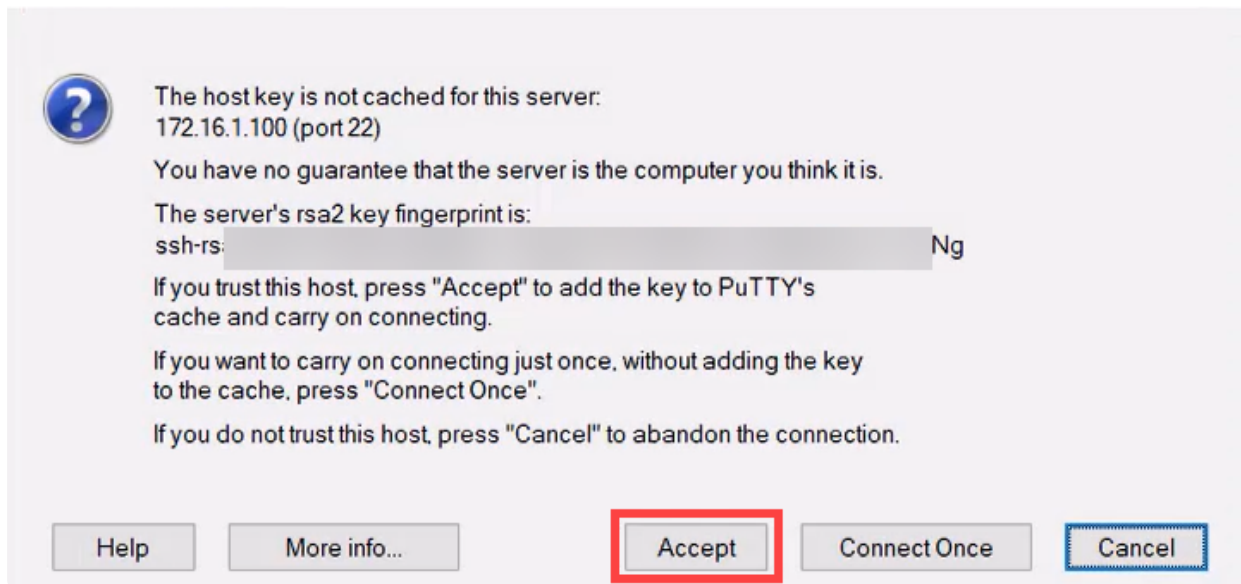 The host key is not cached for this server:
172.16.1.100 (port 22)
You have no guarantee that the server is the computer you think it is.
The server's rsa2 key fingerprint is:
ssh-rs Ng
If you trust this host, press "Accept" to add the key to PuTTY's
cache and carry on connecting.
If you want to carry on connecting just once, without adding the key
to the cache, press "Connect Once".
If you do not trust this host, press "Cancel" to abandon the connection.
Help More info... Accept Connect Once Cancel